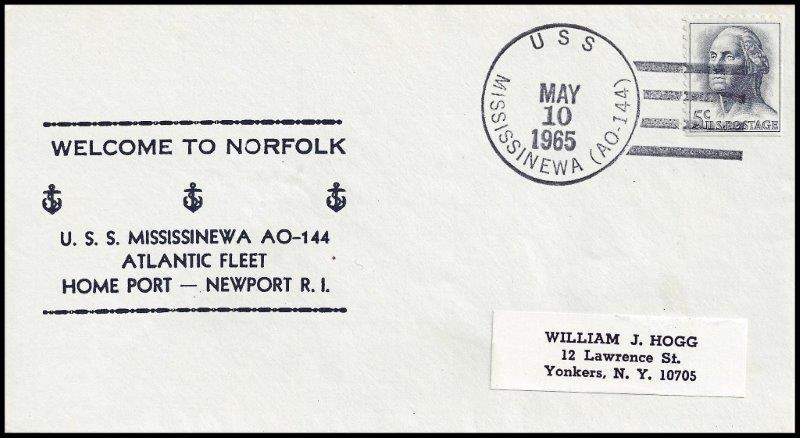 USS
MISSISSINEWA (AO-144)
MAY
10
1965
5¢
U.S. POSTAGE
WELCOME TO NORFOLK
U. S. S. MISSISSINEWA AO-144
ATLANTIC FLEET
HOME PORT — NEWPORT R. I.
WILLIAM J. HOGG
12 Lawrence St.
Yonkers, N. Y. 10705